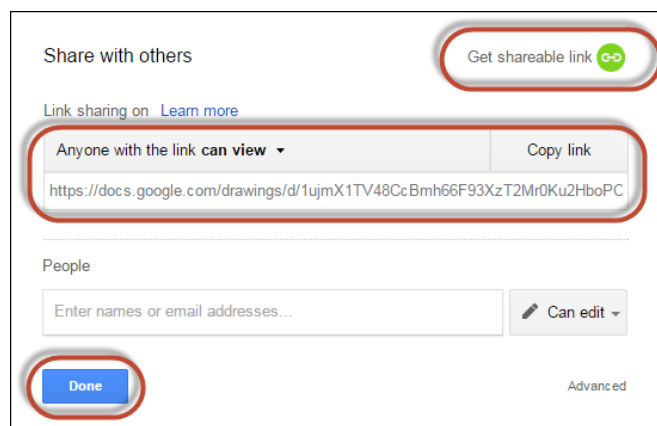 Share with others
Get shareable link
Link sharing on Learn more
Anyone with the link can view
Copy link
https://docs.google.com/drawings/d/1ujmX1TV48CcBmh66F93XzT2Mr0Ku2HboPC
People
Enter names or email addresses...
Can edit
Done
Advanced